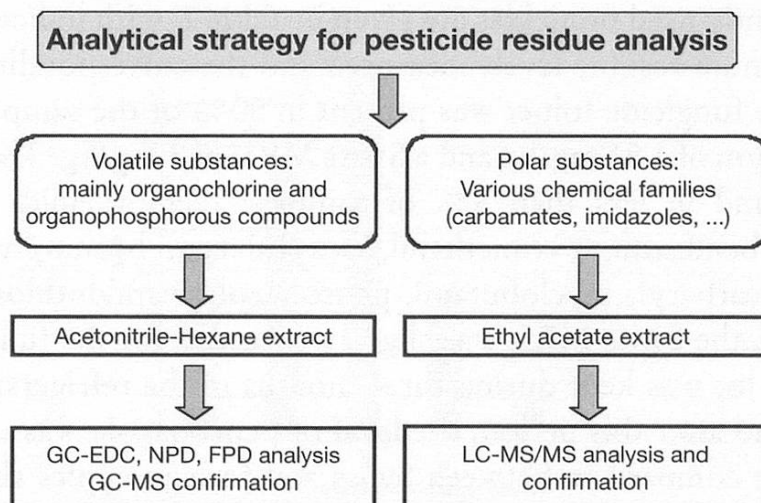 Analytical strategy for pesticide residue analysis
Volatile substances:
mainly organochlorine and
organophosphorous compounds
Polar substances:
Various chemical families
(carbamates, imidazoles, ...)
Acetonitrile-Hexane extract
Ethyl acetate extract
GC-EDC, NPD, FPD analysis
GC-MS confirmation
LC-MS/MS analysis and
confirmation